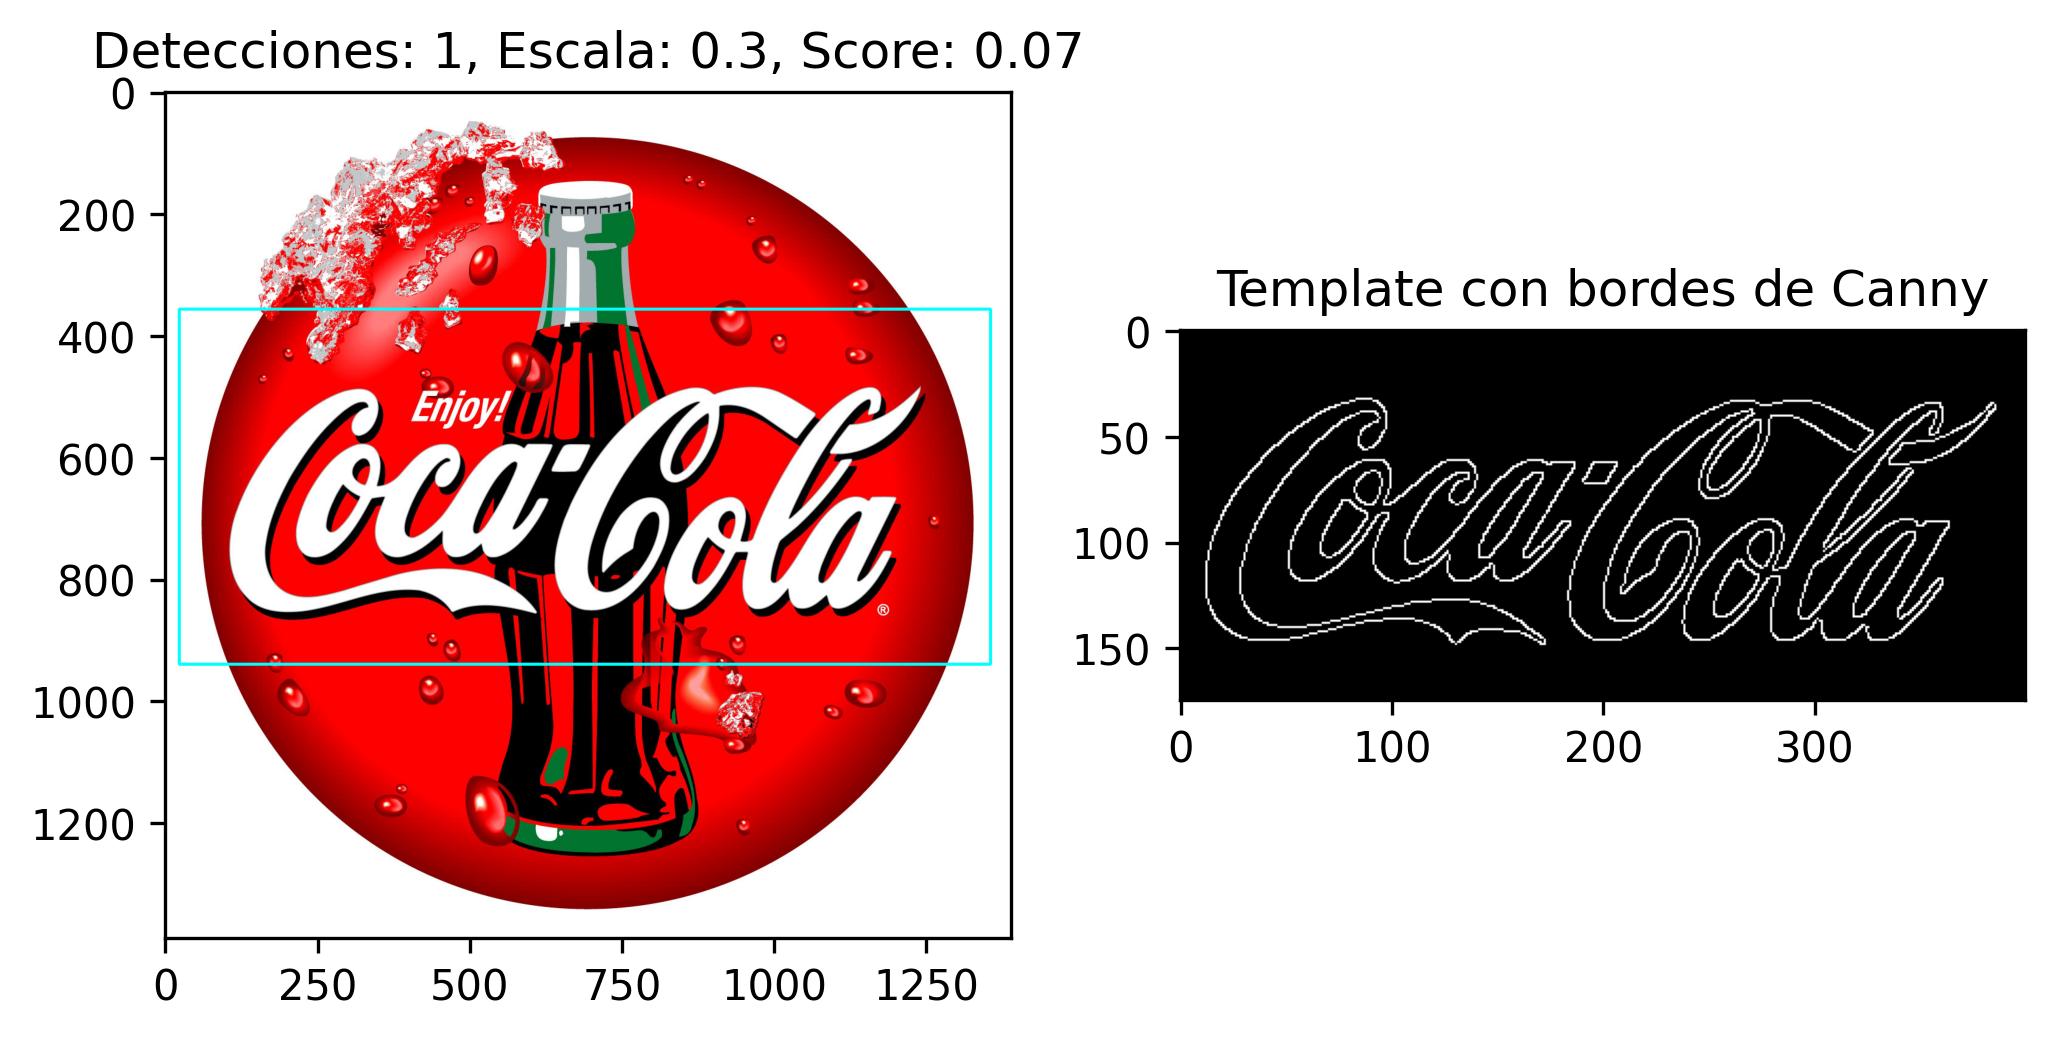 Detecciones: 1, Escala: 0.3, Score: 0.07
0
200
400
600
800
1000
1200
0 250 500 750 1000 1250
Enjoy!
Coca-Cola
®
Template con bordes de Canny
0
50
100
150
0 100 200 300
Coca-Cola